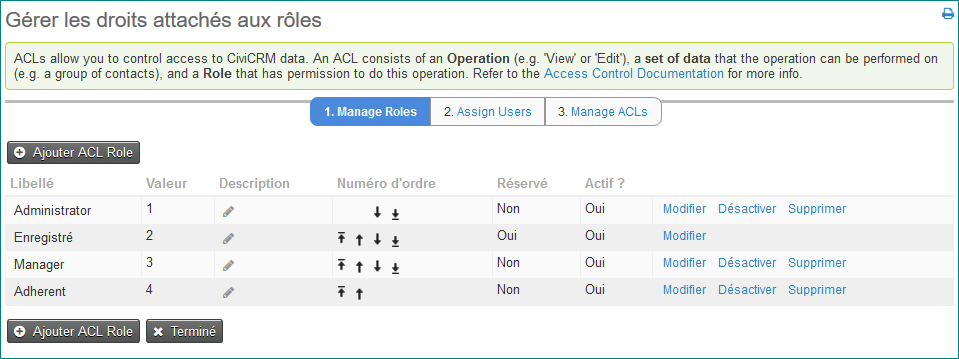 Gérer les droits attachés aux rôles
ACLs allow you to control access to CiviCRM data. An ACL consists of an Operation (e.g. 'View' or 'Edit'), a set of data that the operation can be performed on
(e.g. a group of contacts), and a Role that has permission to do this operation. Refer to the Access Control Documentation for more info.
1. Manage Roles 2. Assign Users 3. Manage ACLs
Ajouter ACL Role
Libellé Valeur Description Numéro d'ordre Réservé Actif ?
Administrator 1 Non Oui Modifier Désactiver Supprimer
Enregistré 2 Oui Oui Modifier
Manager 3 Non Oui Modifier Désactiver Supprimer
Adherent 4 Non Oui Modifier Désactiver Supprimer
Ajouter ACL Role Terminé